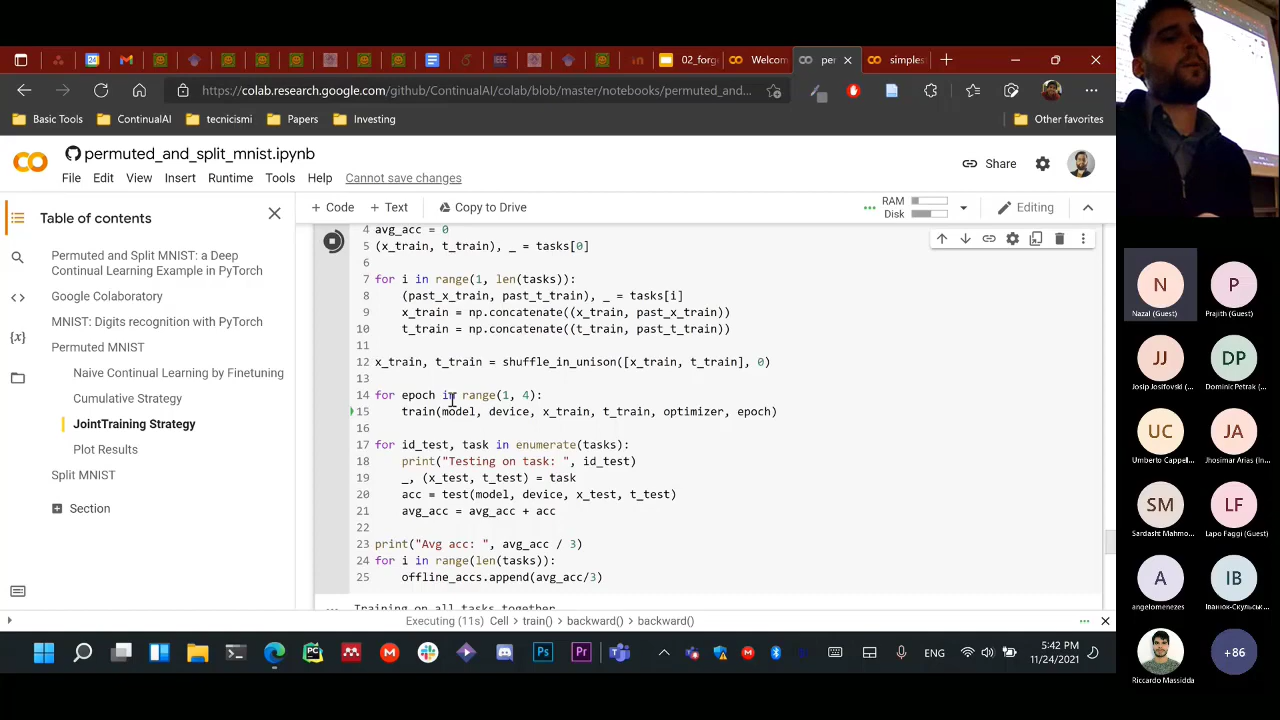 02_forg
Welcom
per
simples
https://colab.research.google.com/github/ContinualAI/colab/blob/master/notebooks/permuted_and...
Basic Tools
ContinualAI
tecnicismi
Papers
Investing
Other favorites
permuted_and_split_mnist.ipynb
Share
File
Edit
View
Insert
Runtime
Tools
Help
Cannot save changes
Table of contents
+ Code
+ Text
Copy to Drive
RAM
Disk
Editing
Permuted and Split MNIST: a Deep
Continual Learning Example in PyTorch
Google Colaboratory
MNIST: Digits recognition with PyTorch
Permuted MNIST
Naive Continual Learning by Finetuning
Cumulative Strategy
JointTraining Strategy
Plot Results
Split MNIST
Section
4 avg_acc = 0
5 (x_train, t_train), _ = tasks[0]
6
7 for i in range(1, len(tasks)):
8 (past_x_train, past_t_train), _ = tasks[i]
9 x_train = np.concatenate((x_train, past_x_train))
10 t_train = np.concatenate((t_train, past_t_train))
11
12 x_train, t_train = shuffle_in_unison([x_train, t_train], 0)
13
14 for epoch in range(1, 4):
15 train(model, device, x_train, t_train, optimizer, epoch)
16
17 for id_test, task in enumerate(tasks):
18 print("Testing on task: ", id_test)
19 _, (x_test, t_test) = task
20 acc = test(model, device, x_test, t_test)
21 avg_acc = avg_acc + acc
22
23 print("Avg acc: ", avg_acc / 3)
24 for i in range(len(tasks)):
25 offline_accs.append(avg_acc/3)
Training on all tasks together
Executing (11s) Cell > train() > backward() > backward()
ENG
5:42 PM
11/24/2021
N
Nazal (Guest)
P
Prajith (Guest)
JJ
Josip Josifovski (...
DP
Dominic Petrak (...
UC
Umberto Cappell...
JA
Jhosimar Arias (In...
SM
Sardasht Mahmo...
LF
Lapo Faggi (Guest)
A
angelomenezes
IB
Іванюк-Скульськ...
Riccardo Massidda
+86